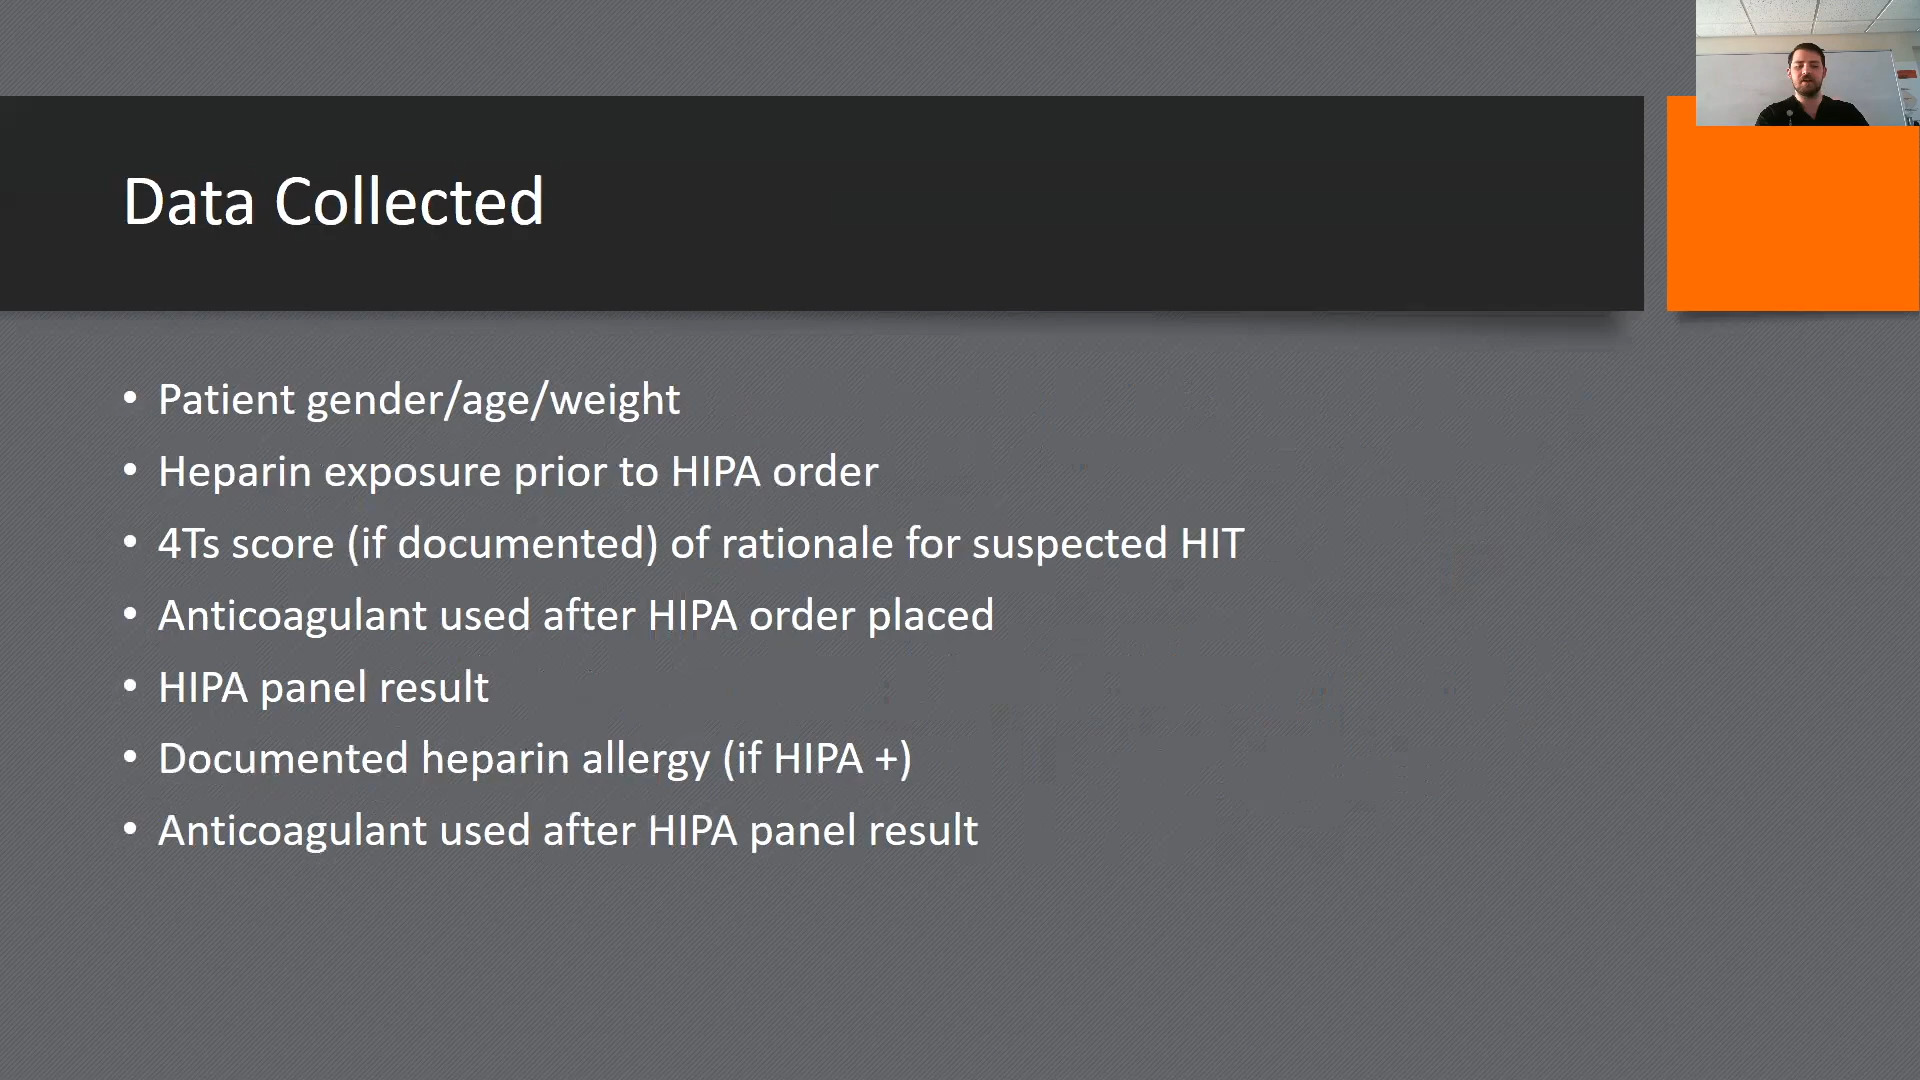 Data Collected
• Patient gender/age/weight
• Heparin exposure prior to HIPA order
• 4Ts score (if documented) of rationale for suspected HIT
• Anticoagulant used after HIPA order placed
• HIPA panel result
• Documented heparin allergy (if HIPA +)
• Anticoagulant used after HIPA panel result